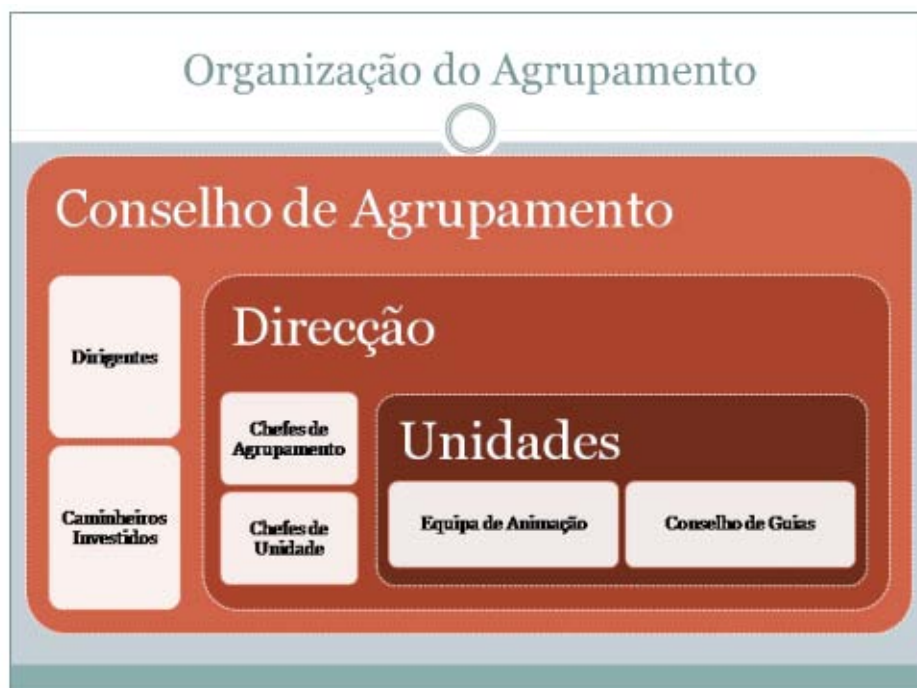 Organização do Agrupamento
Conselho de Agrupamento
Dirigentes
Caminheiros
Investidos
Direcção
Chefes de
Agrupamento
Chefes de
Unidade
Unidades
Equipa de Animação
Conselho de Guias